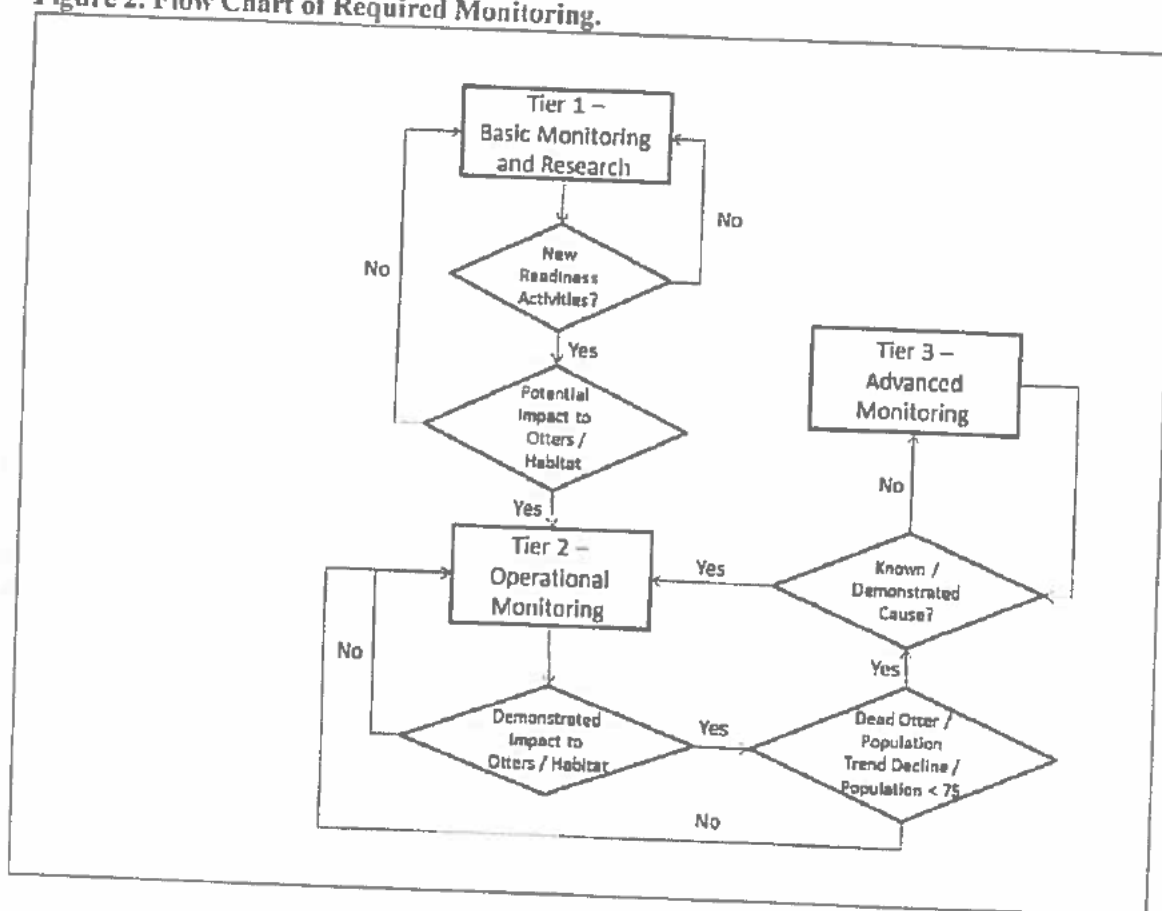 Figure 2. Flow Chart of Required Monitoring.
Tier 1 –
Basic Monitoring
and Research
No
No
New
Readiness
Activities?
Yes
Potential
Impact to
Otters /
Habitat
Yes
Tier 2 –
Operational
Monitoring
No
Demonstrated
Impact to
Otters / Habitat
Yes
Dead Otter /
Population
Trend Decline /
Population < 75
No
Yes
Known /
Demonstrated
Cause?
Yes
No
Tier 3 –
Advanced
Monitoring